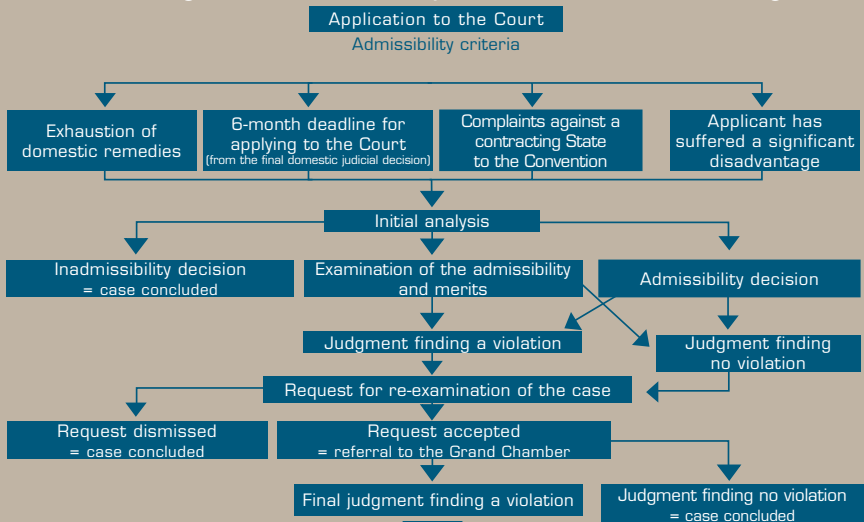 Application to the Court
Admissibility criteria
Exhaustion of
domestic remedies
6-month deadline for
applying to the Court
(from the final domestic judicial decision)
Complaints against a
contracting State
to the Convention
Applicant has
suffered a significant
disadvantage
Initial analysis
Inadmissibility decision
= case concluded
Examination of the admissibility
and merits
Admissibility decision
Judgment finding a violation
Judgment finding
no violation
Request for re-examination of the case
Request dismissed
= case concluded
Request accepted
= referral to the Grand Chamber
Final judgment finding a violation
Judgment finding no violation
= case concluded